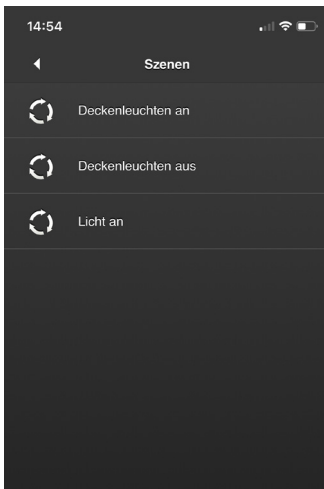 14:54
Szenen
Deckenleuchten an
Deckenleuchten aus
Licht an